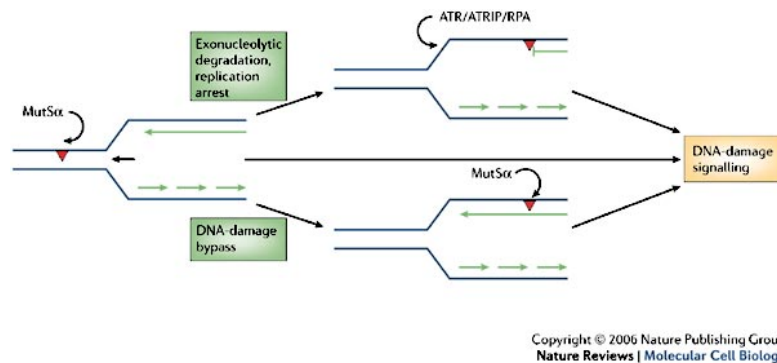 ATR/ATRIP/RPA
Exonucleolytic
degradation,
replication
arrest
MutSα
DNA-damage
signalling
MutSα
DNA-damage
bypass
Copyright © 2006 Nature Publishing Grou
Nature Reviews | Molecular Cell Biolog